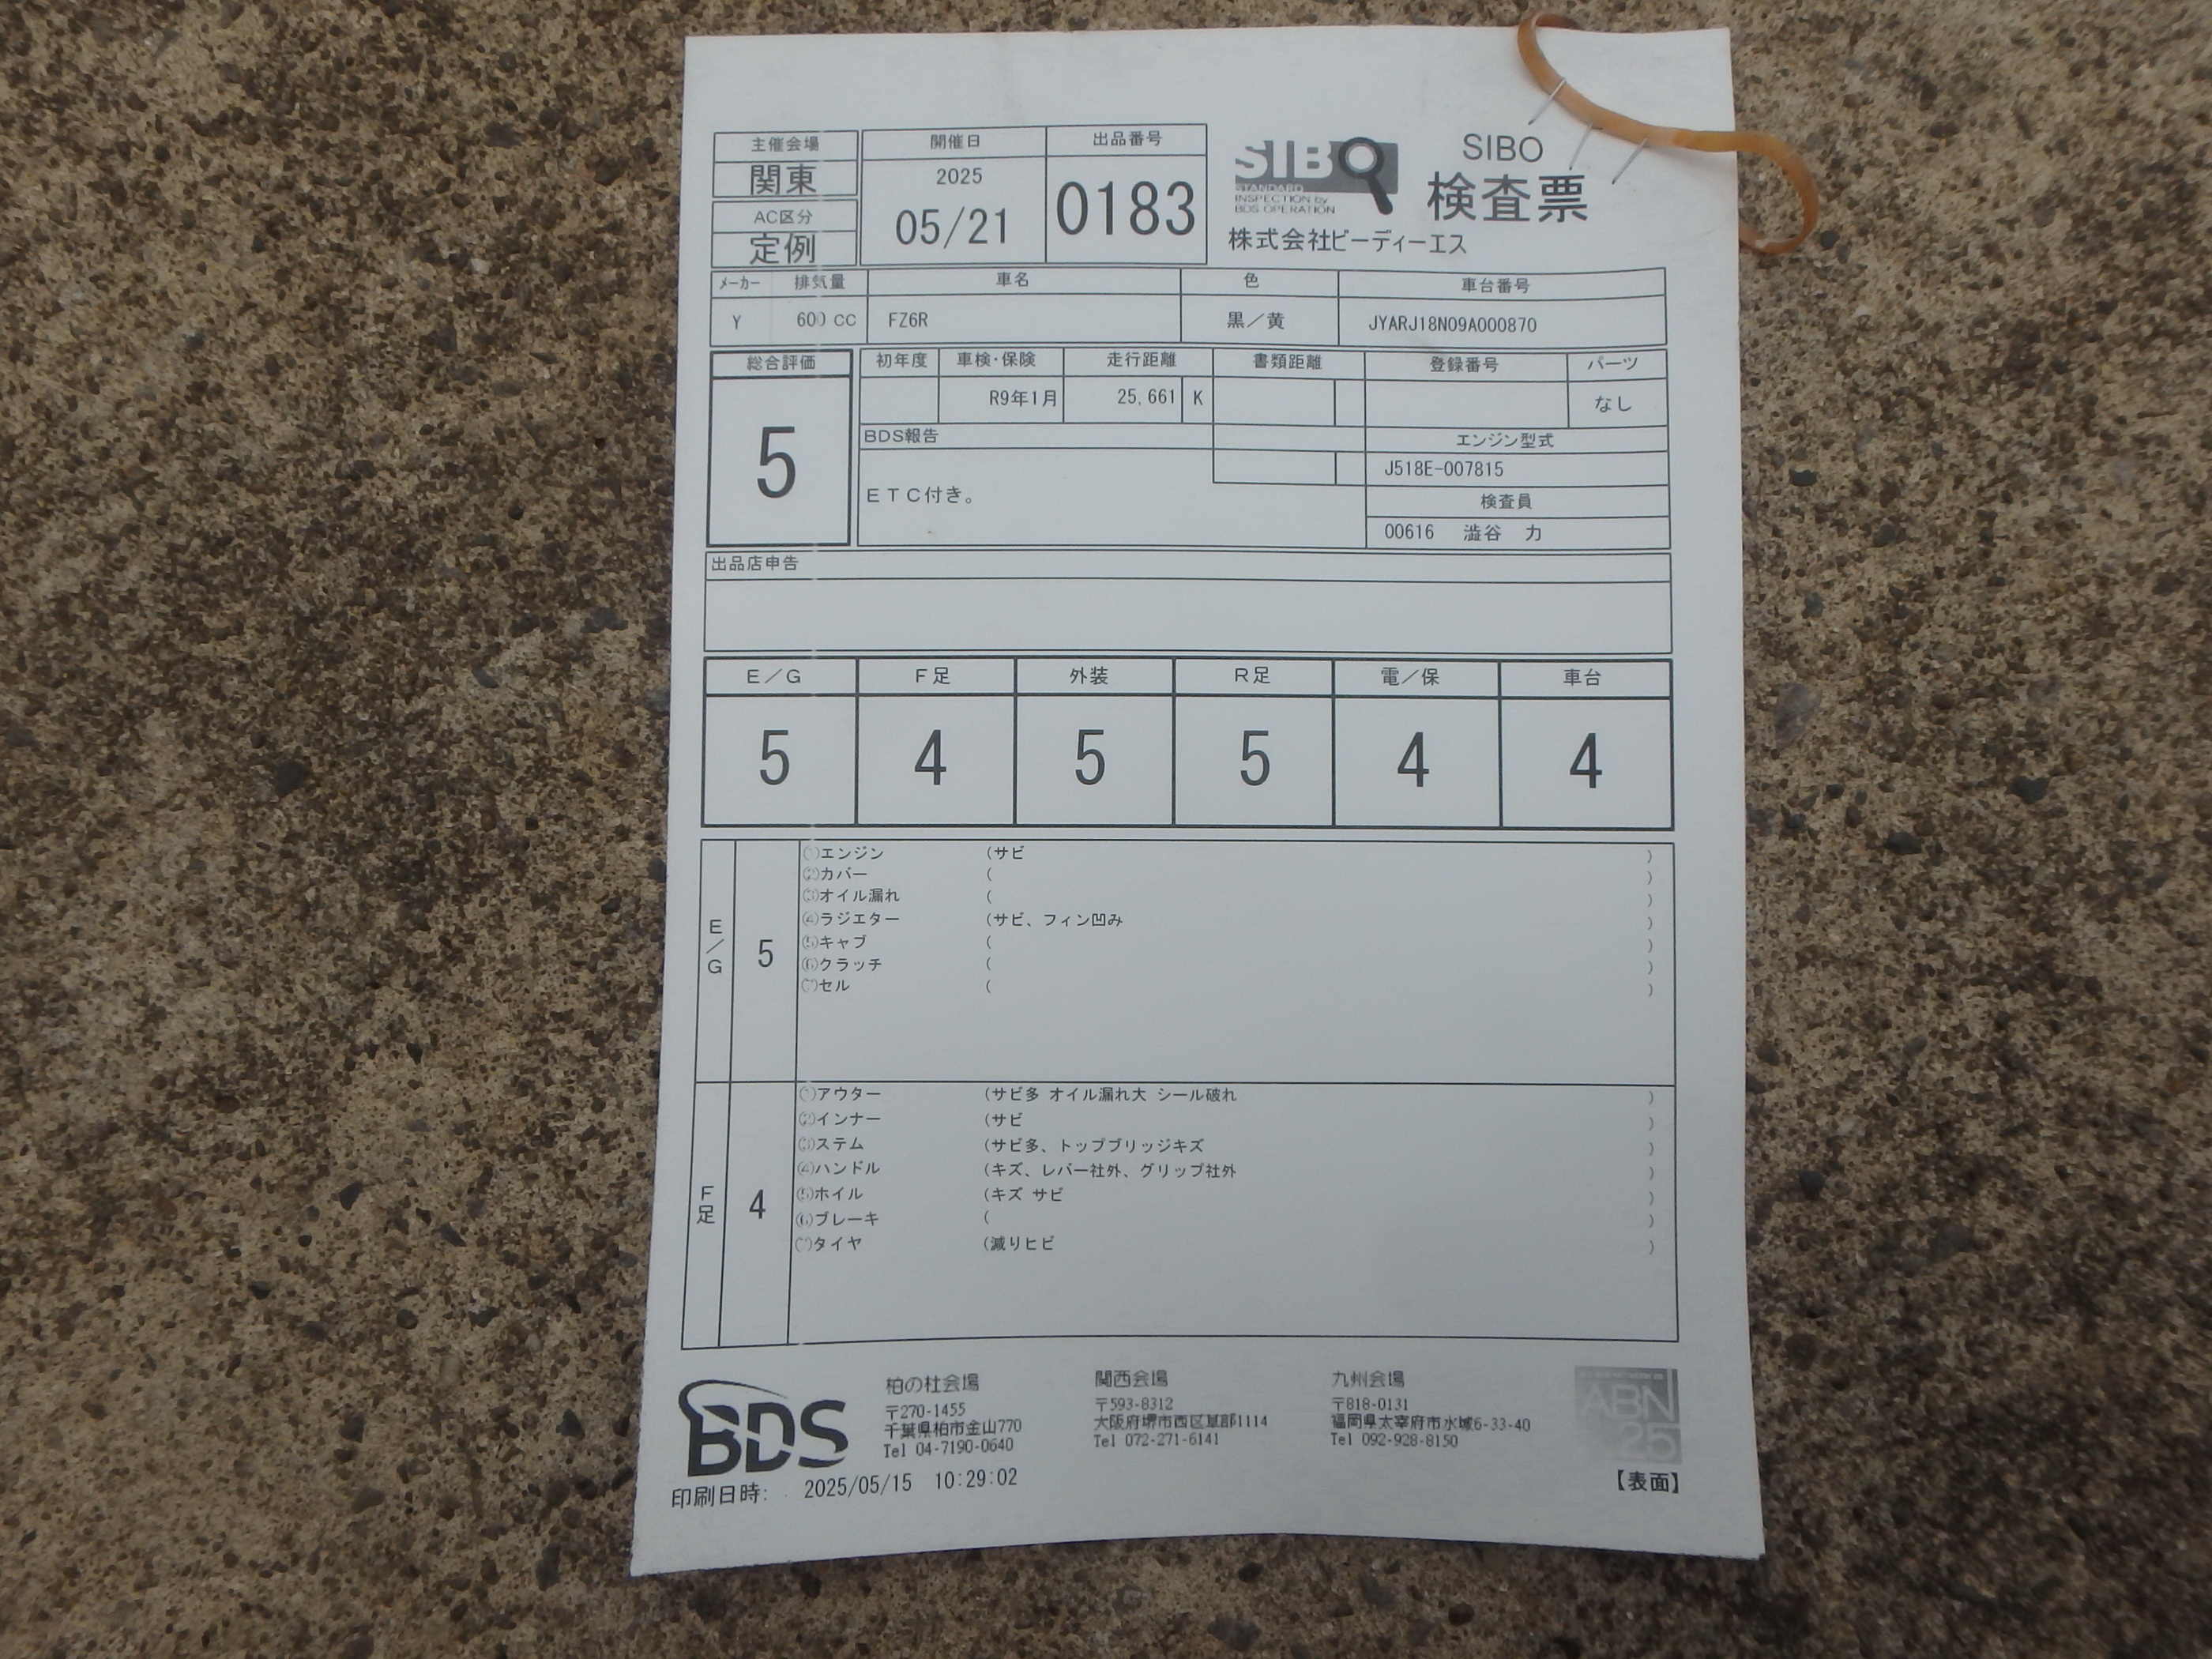 主催会場
関東
AC区分
定例
開催日
2025
05/21
出品番号
0183
SIBO
STANDARD
INSPECTION by
BDS OPERATION
SIBO
検査票
株式会社ビーディーエス
ﾒｰｶｰ 排気量 車名 色 車台番号
Y 600 CC FZ6R 黒／黄 JYARJ18N09A000870
総合評価
5
初年度 車検・保険 走行距離 書類距離 登録番号 パーツ
R9年1月 25,661 K なし
BDS報告
ETC付き。
エンジン型式
J518E-007815
検査員
00616 澁谷 力
出品店申告
E／G F足 外装 R足 電／保 車台
5 4 5 5 4 4
E／G
5
①エンジン (サビ )
②カバー ( )
③オイル漏れ ( )
④ラジエター (サビ、フィン凹み )
⑤キャブ ( )
⑥クラッチ ( )
⑦セル ( )
F足
4
①アウター (サビ多 オイル漏れ大 シール破れ )
②インナー (サビ )
③ステム (サビ多、トップブリッジキズ )
④ハンドル (キズ、レバー社外、グリップ社外 )
⑤ホイル (キズ サビ )
⑥ブレーキ ( )
⑦タイヤ (減りヒビ )
BDS
柏の杜会場
〒270-1455
千葉県柏市金山770
Tel 04-7190-0640
関西会場
〒593-8312
大阪府堺市西区草部1114
Tel 072-271-6141
九州会場
〒818-0131
福岡県太宰府市水城6-33-40
Tel 092-928-8150
ABN
25
印刷日時: 2025/05/15 10:29:02
【表面】